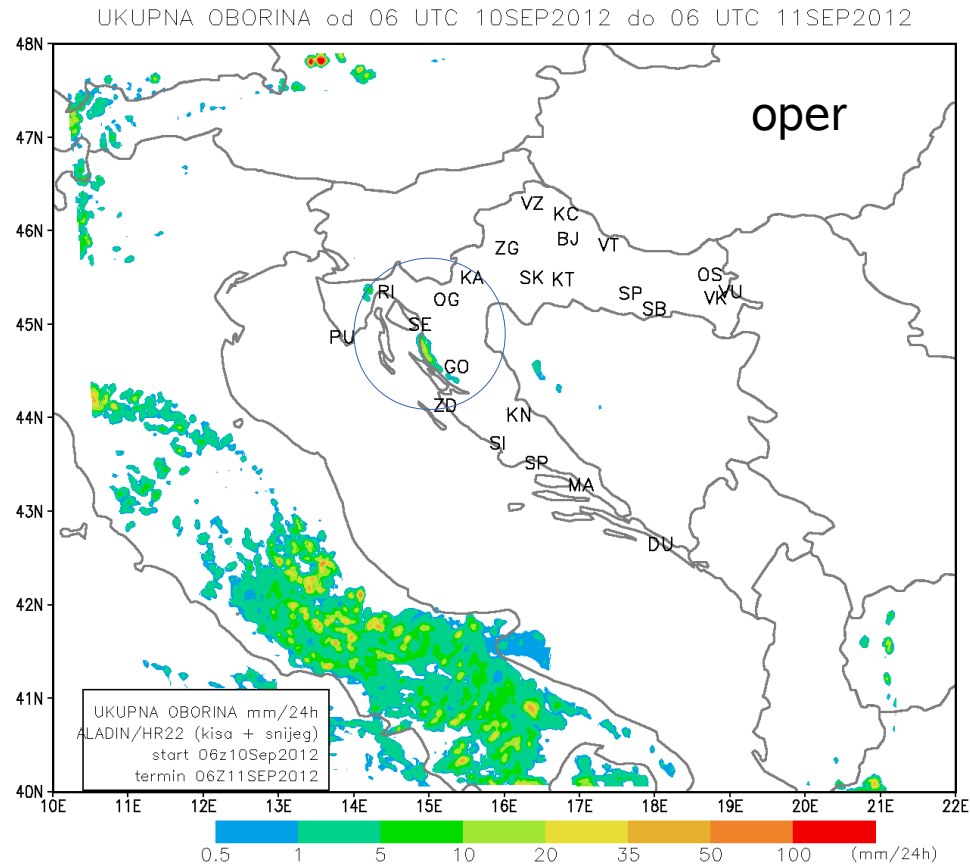 UKUPNA OBORINA od 06 UTC 10SEP2012 do 06 UTC 11SEP2012
48N
oper
47N
VZ
KC
46N
BJ
VT
ZG
KA
SK
KT
OS
RI
OG
SP
VK
VU
SB
45N
SE
PU
GO
ZD
44N
KN
SI
SP
MA
43N
DU
42N
41N
UKUPNA OBORINA mm/24h
ALADIN/HR22 (kisa + snijeg)
start 06z10Sep2012
termin 06Z11SEP2012
40N
10E 11E 12E 13E 14E 15E 16E 17E 18E 19E 20E 21E 22E
0.5 1 5 10 20 35 50 100 (mm/24h)